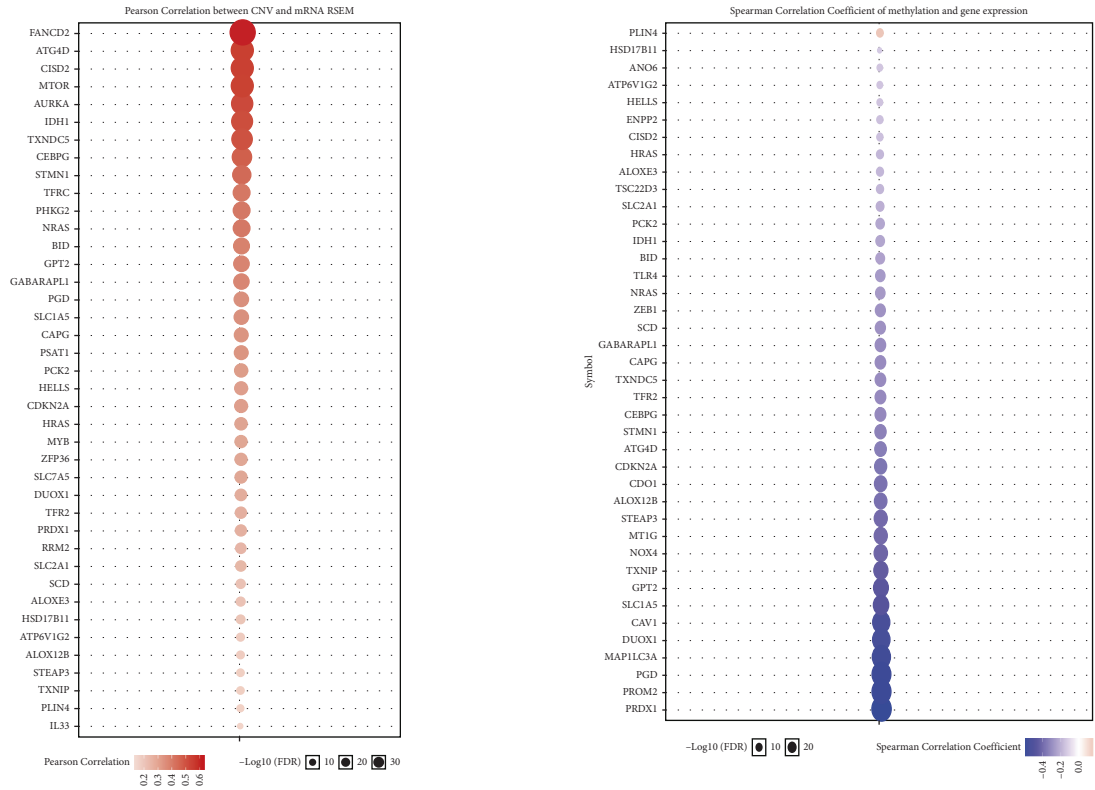 Pearson Correlation between CNV and mRNA RSEM
FANCD2
ATG4D
CISD2
MTOR
AURKA
IDH1
TXNDC5
CEBPG
STMN1
TFRC
PHKG2
NRAS
BID
GPT2
GABARAPL1
PGD
SLC1A5
CAPG
PSAT1
PCK2
HELLS
CDKN2A
HRAS
MYB
ZFP36
SLC7A5
DUOX1
TFR2
PRDX1
RRM2
SLC2A1
SCD
ALOXE3
HSD17B11
ATP6V1G2
ALOX12B
STEAP3
TXNIP
PLIN4
IL33
Pearson Correlation
0.2
0.3
0.4
0.5
0.6
−Log10 (FDR)
10
20
30
Spearman Correlation Coefficient of methylation and gene expression
Symbol
PLIN4
HSD17B11
ANO6
ATP6V1G2
HELLS
ENPP2
CISD2
HRAS
ALOXE3
TSC22D3
SLC2A1
PCK2
IDH1
BID
TLR4
NRAS
ZEB1
SCD
GABARAPL1
CAPG
TXNDC5
TFR2
CEBPG
STMN1
ATG4D
CDKN2A
CDO1
ALOX12B
STEAP3
MT1G
NOX4
TXNIP
GPT2
SLC1A5
CAV1
DUOX1
MAP1LC3A
PGD
PROM2
PRDX1
−Log10 (FDR)
10
20
Spearman Correlation Coefficient
−0.4
−0.2
0.0